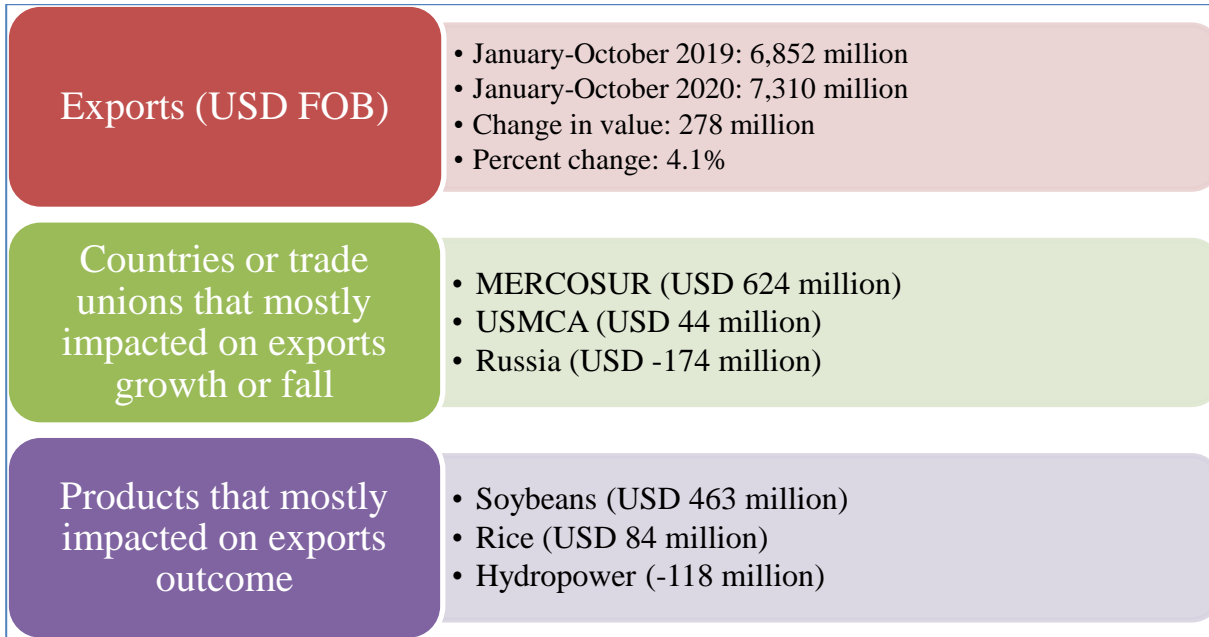 Exports (USD FOB)
• January-October 2019: 6,852 million
• January-October 2020: 7,310 million
• Change in value: 278 million
• Percent change: 4.1%
Countries or trade
unions that mostly
impacted on exports
growth or fall
• MERCOSUR (USD 624 million)
• USMCA (USD 44 million)
• Russia (USD -174 million)
Products that mostly
impacted on exports
outcome
• Soybeans (USD 463 million)
• Rice (USD 84 million)
• Hydropower (-118 million)